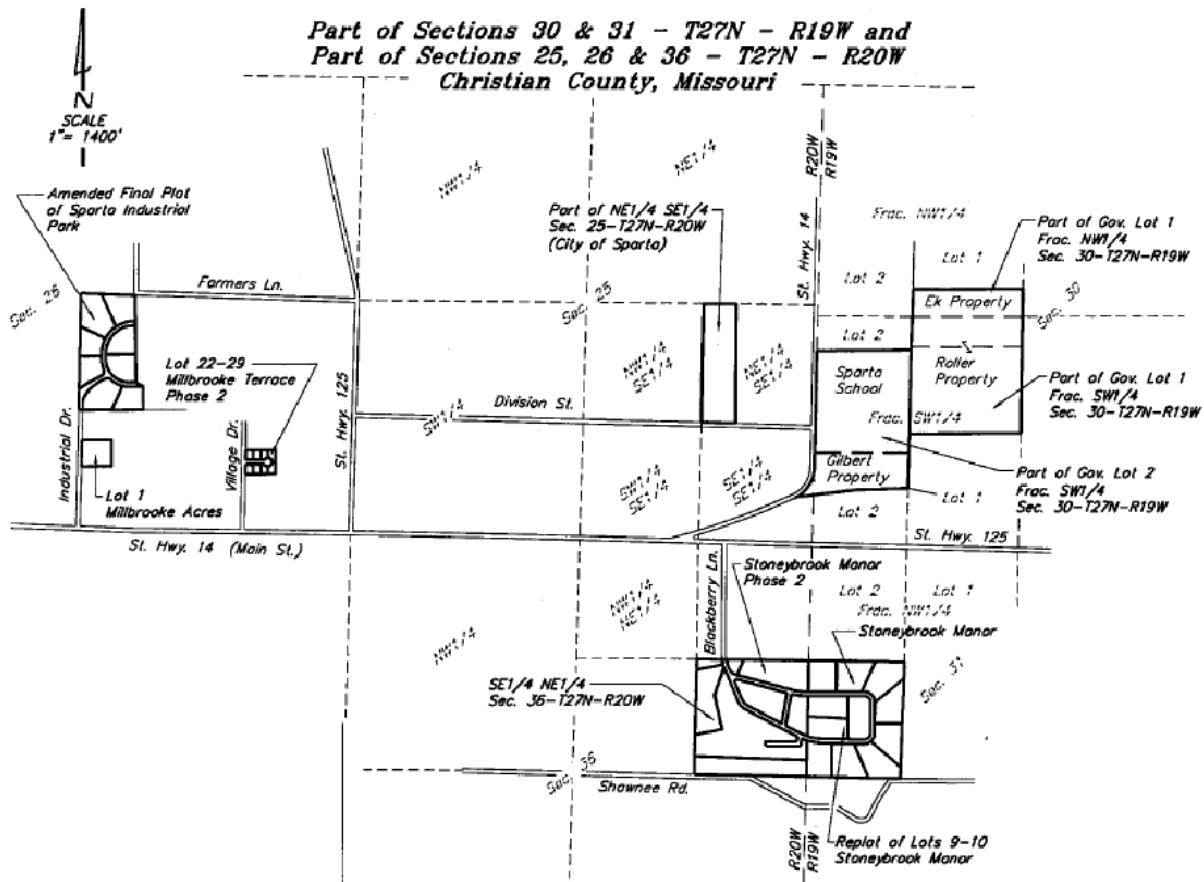 Part of Sections 30 & 31 - T27N - R19W and
Part of Sections 25, 26 & 36 - T27N - R20W
Christian County, Missouri
N
SCALE
1"= 1400'
Amended Final Plat
of Sparta Industrial
Park
Sec. 26
Farmers Ln.
Lot 22-29
Millbrooke Terrace
Phase 2
Industrial Dr.
Village Dr.
St. Hwy. 125
Lot 1
Millbrooke Acres
St. Hwy. 14 (Main St.)
NW1/4
NE1/4
R20W
R19W
St. Hwy. 14
Part of NE1/4 SE1/4
Sec. 25-T27N-R20W
(City of Sparta)
Sec. 25
NW1/4
SE1/4
NE1/4
SE1/4
Division St.
SW1/4
SW1/4
SE1/4
SE1/4
SE1/4
Frac. NW1/4
Lot 1
Lot 2
Part of Gov. Lot 1
Frac. NW1/4
Sec. 30-T27N-R19W
Ek Property
Sec. 30
Lot 2
Sparta
School
Roller
Property
Part of Gov. Lot 1
Frac. SW1/4
Sec. 30-T27N-R19W
Frac. SW1/4
Gilbert
Property
Part of Gov. Lot 2
Frac. SW1/4
Sec. 30-T27N-R19W
Lot 1
Lot 2
St. Hwy. 125
Blackberry Ln.
Stoneybrook Manor
Phase 2
Lot 2
Lot 1
Frac. NW1/4
Stoneybrook Manor
NW1/4
NE1/4
NW1/4
SE1/4 NE1/4
Sec. 36-T27N-R20W
Sec. 31
Sec. 36
Shawnee Rd.
R20W
R19W
Replat of Lots 9-10
Stoneybrook Manor